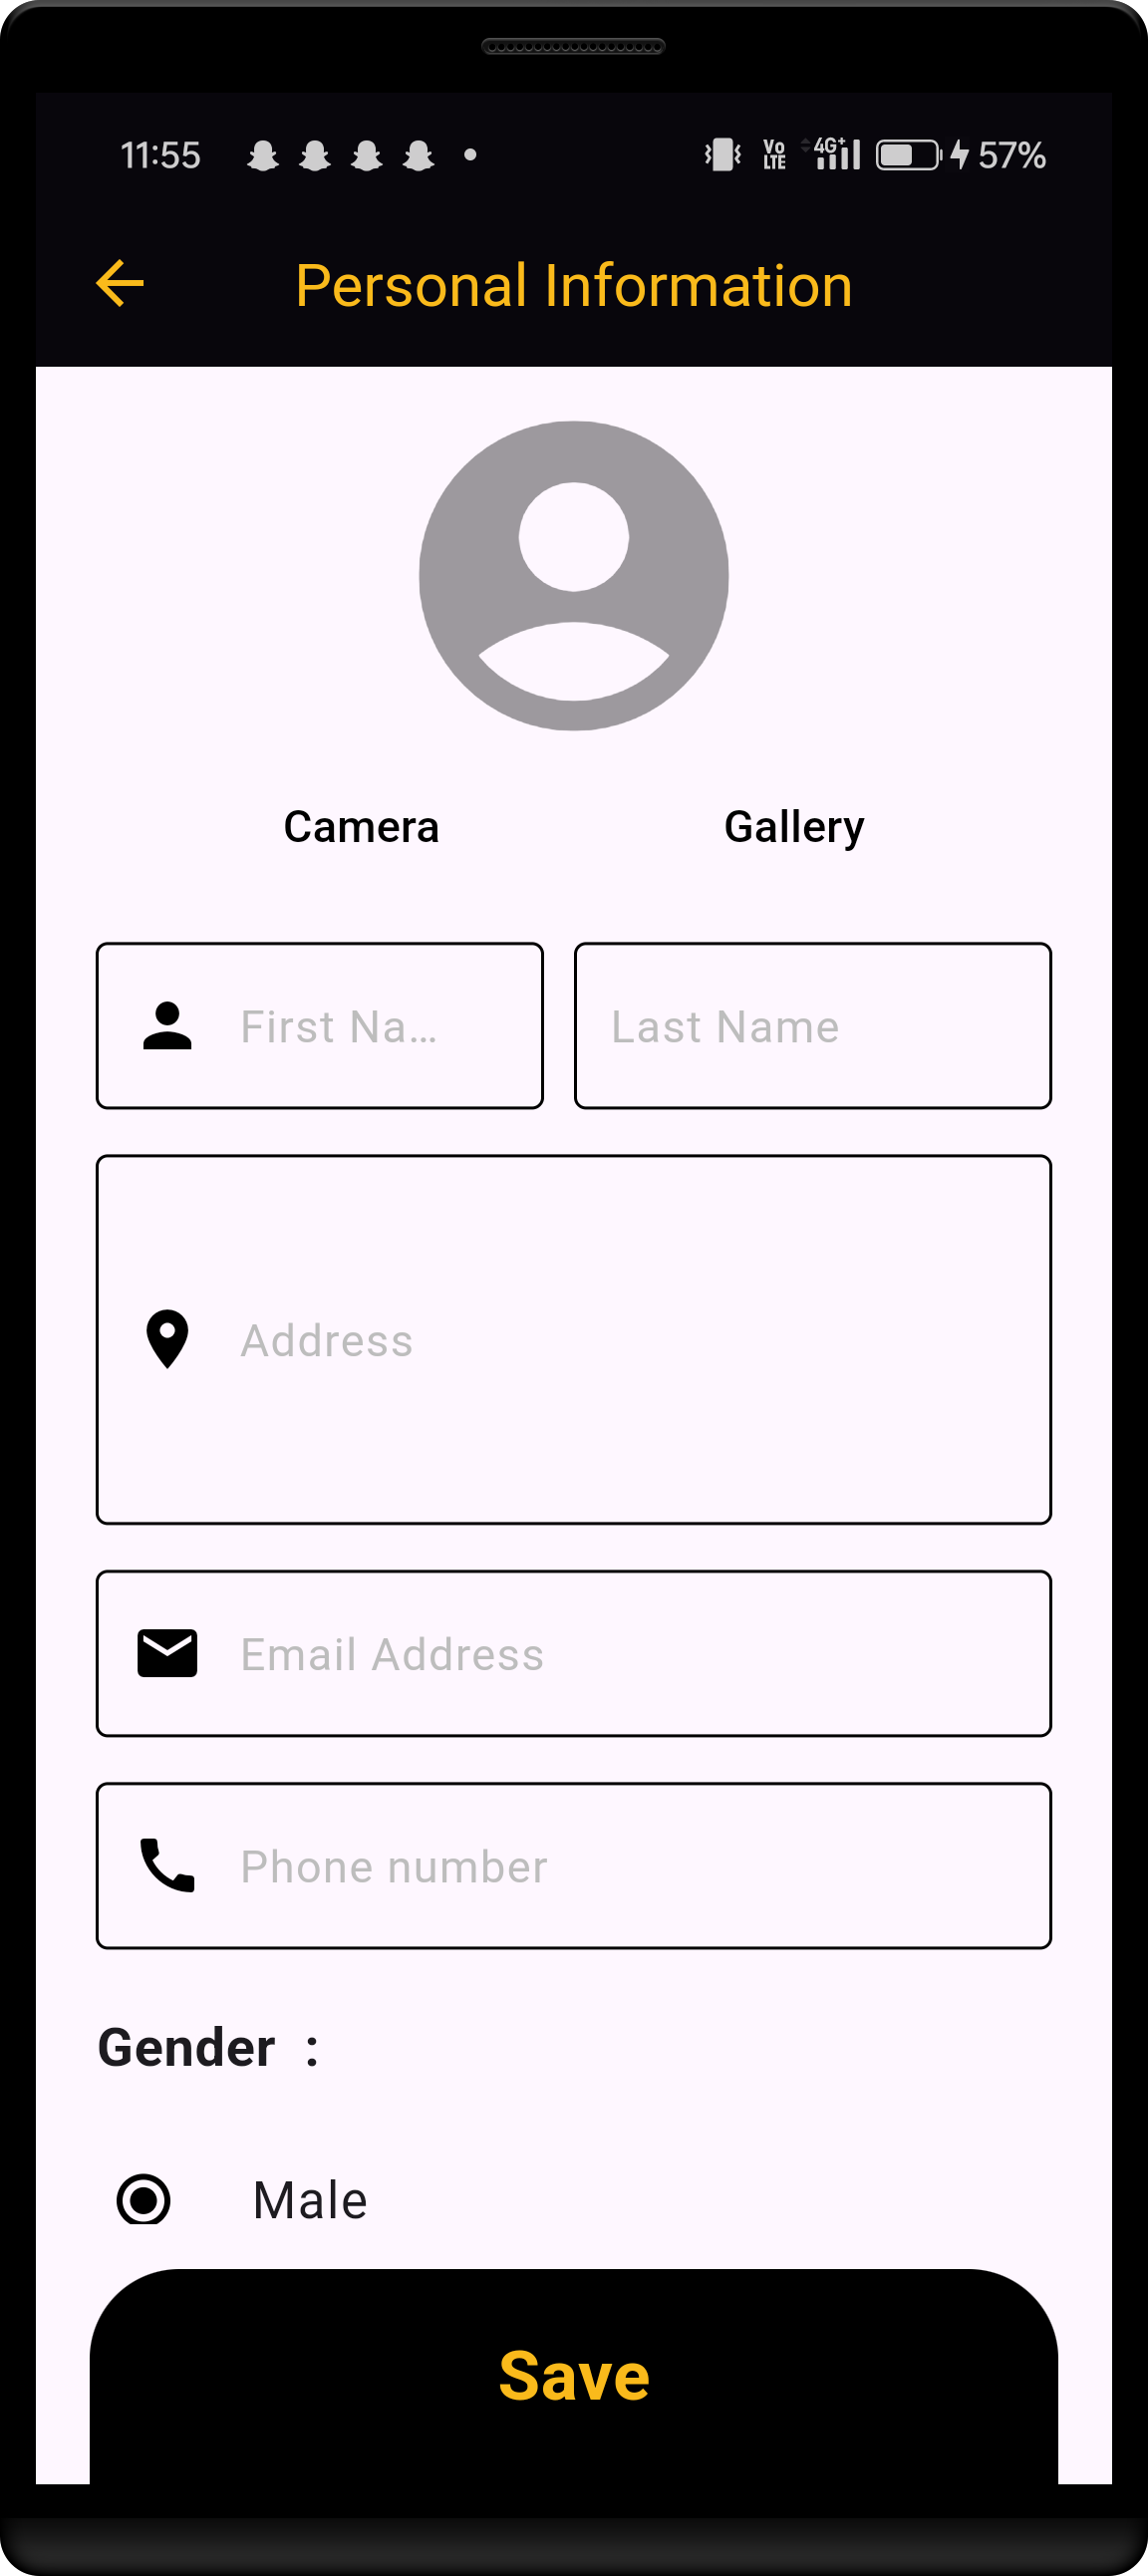 11:55 Vo LTE 4G+ 57%
Personal Information
Camera Gallery
First Na... Last Name
Address
Email Address
Phone number
Gender :
Male
Save